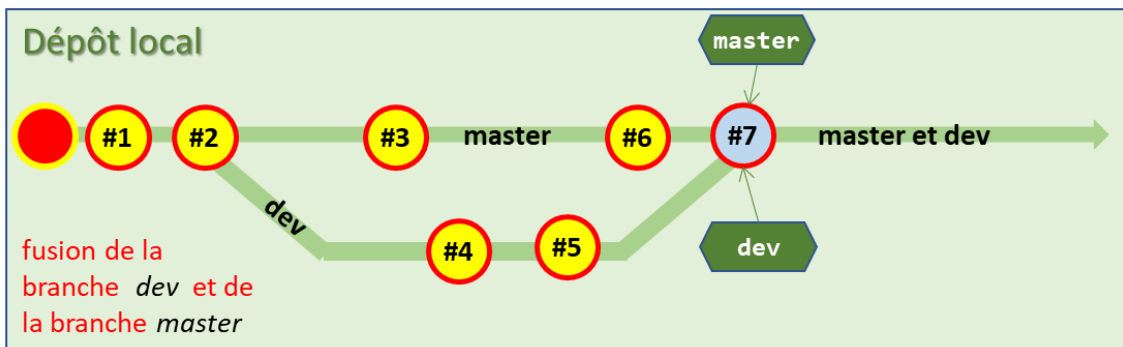 Dépôt local
master
#1
#2
#3
master
#6
#7
master et dev
dev
#4
#5
dev
fusion de la
branche dev et de
la branche master